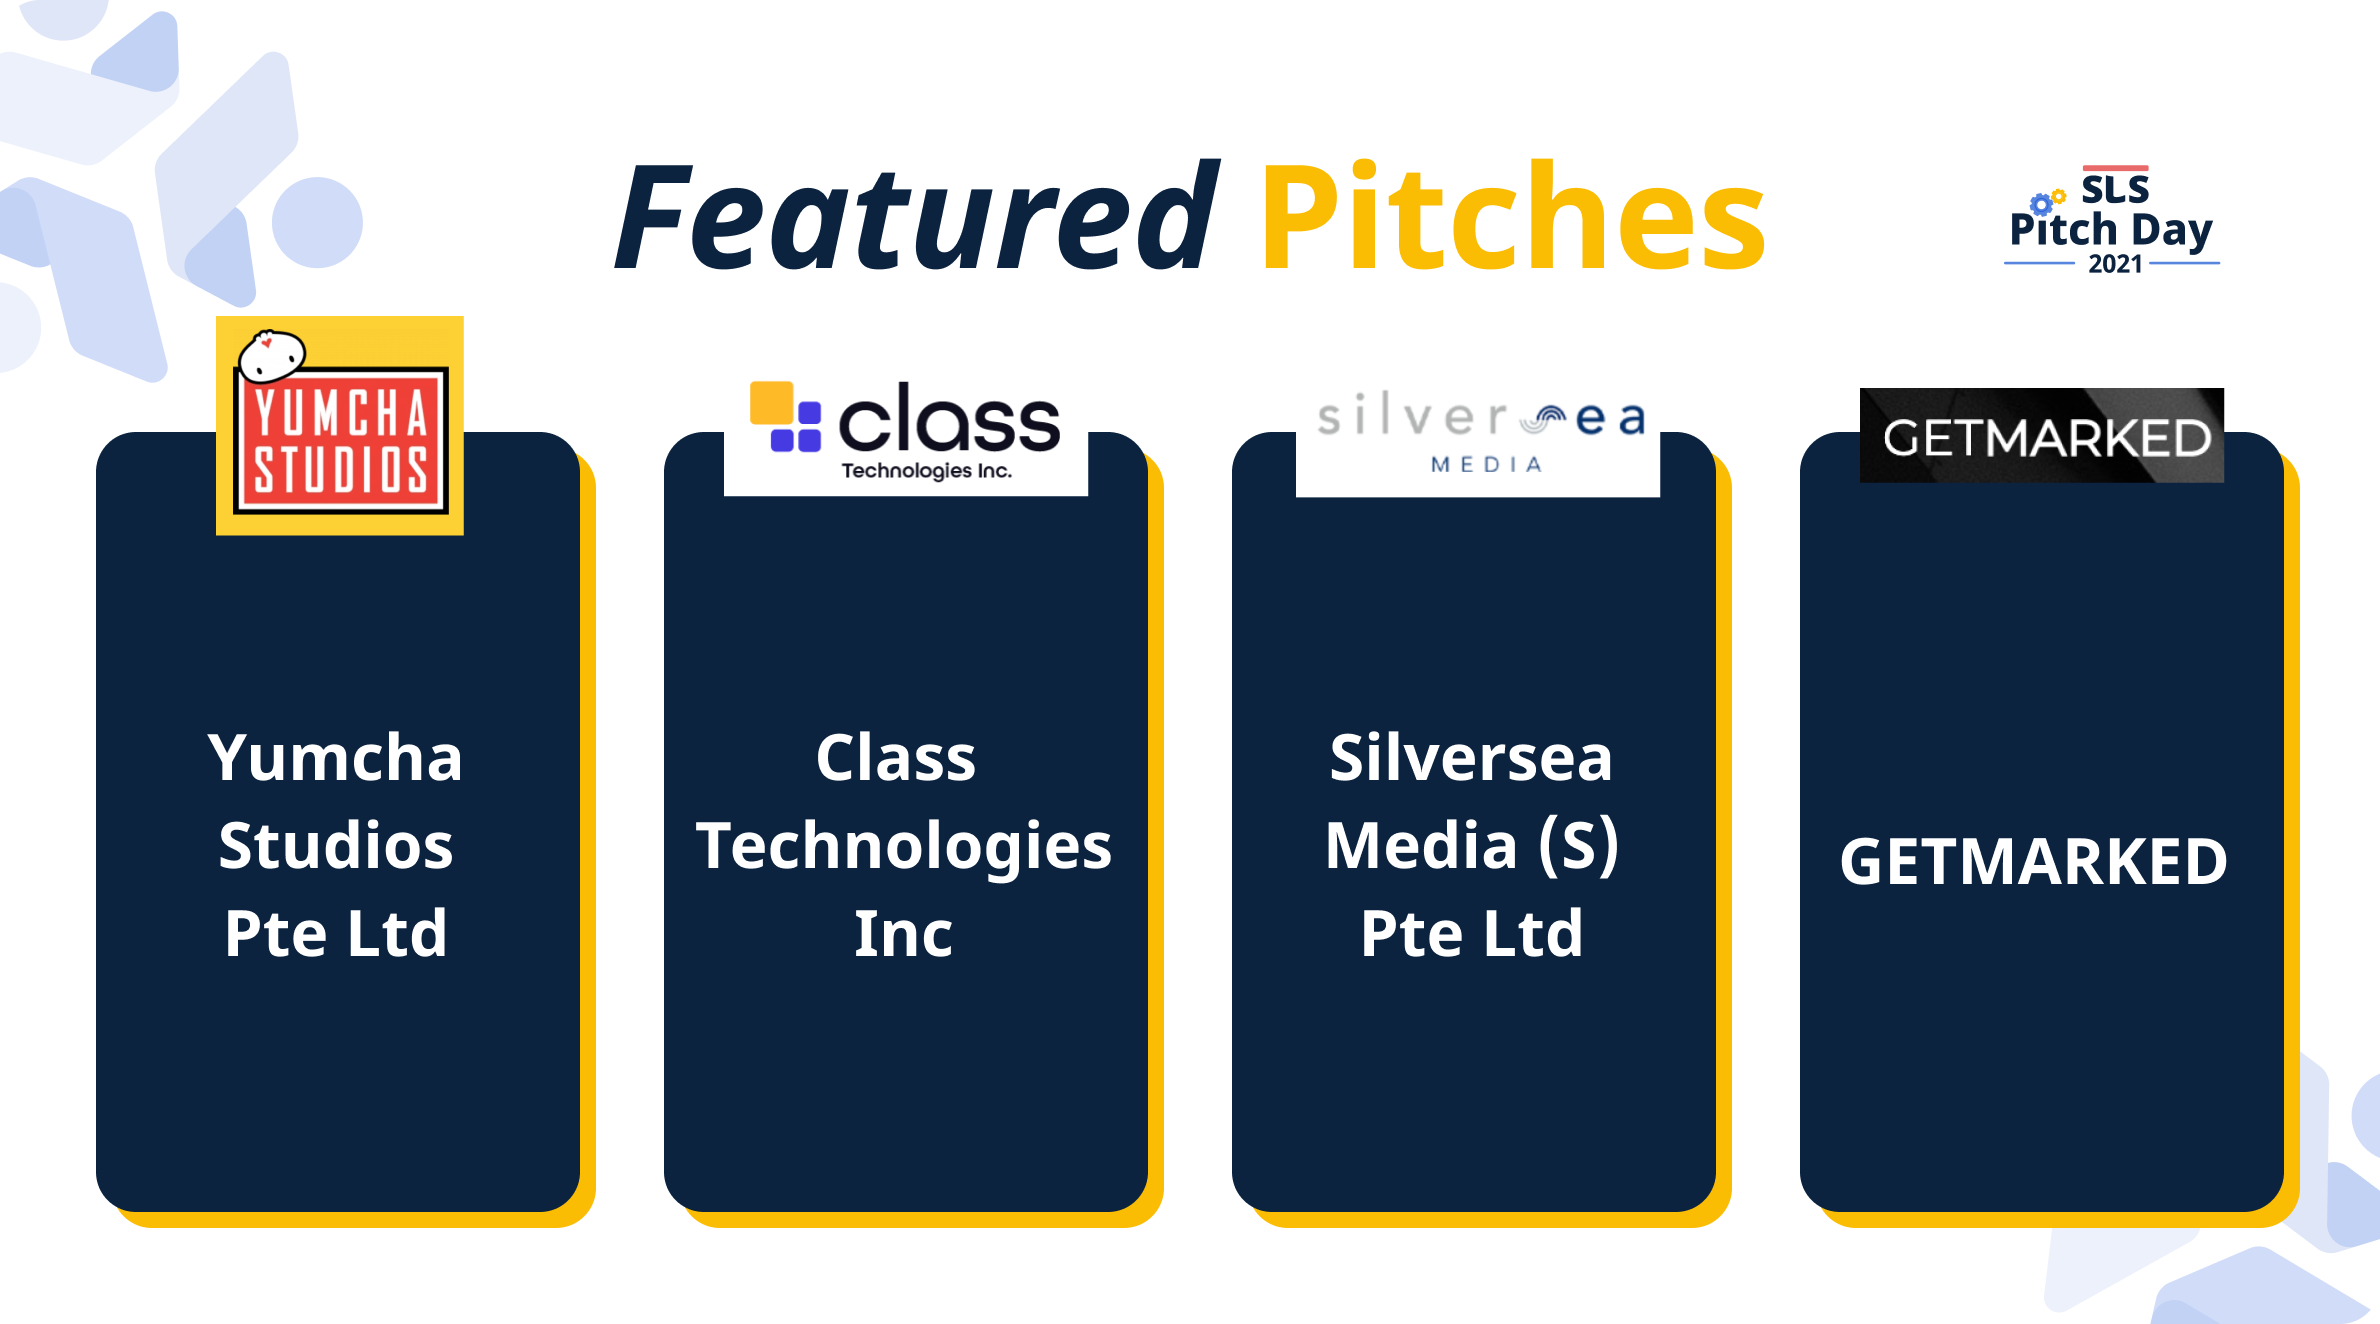 Featured Pitches
SLS
Pitch Day
2021
YUMCHA
STUDIOS
class
Technologies Inc.
silversea
MEDIA
GETMARKED
Yumcha
Studios
Pte Ltd
Class
Technologies
Inc
Silversea
Media (S)
Pte Ltd
GETMARKED